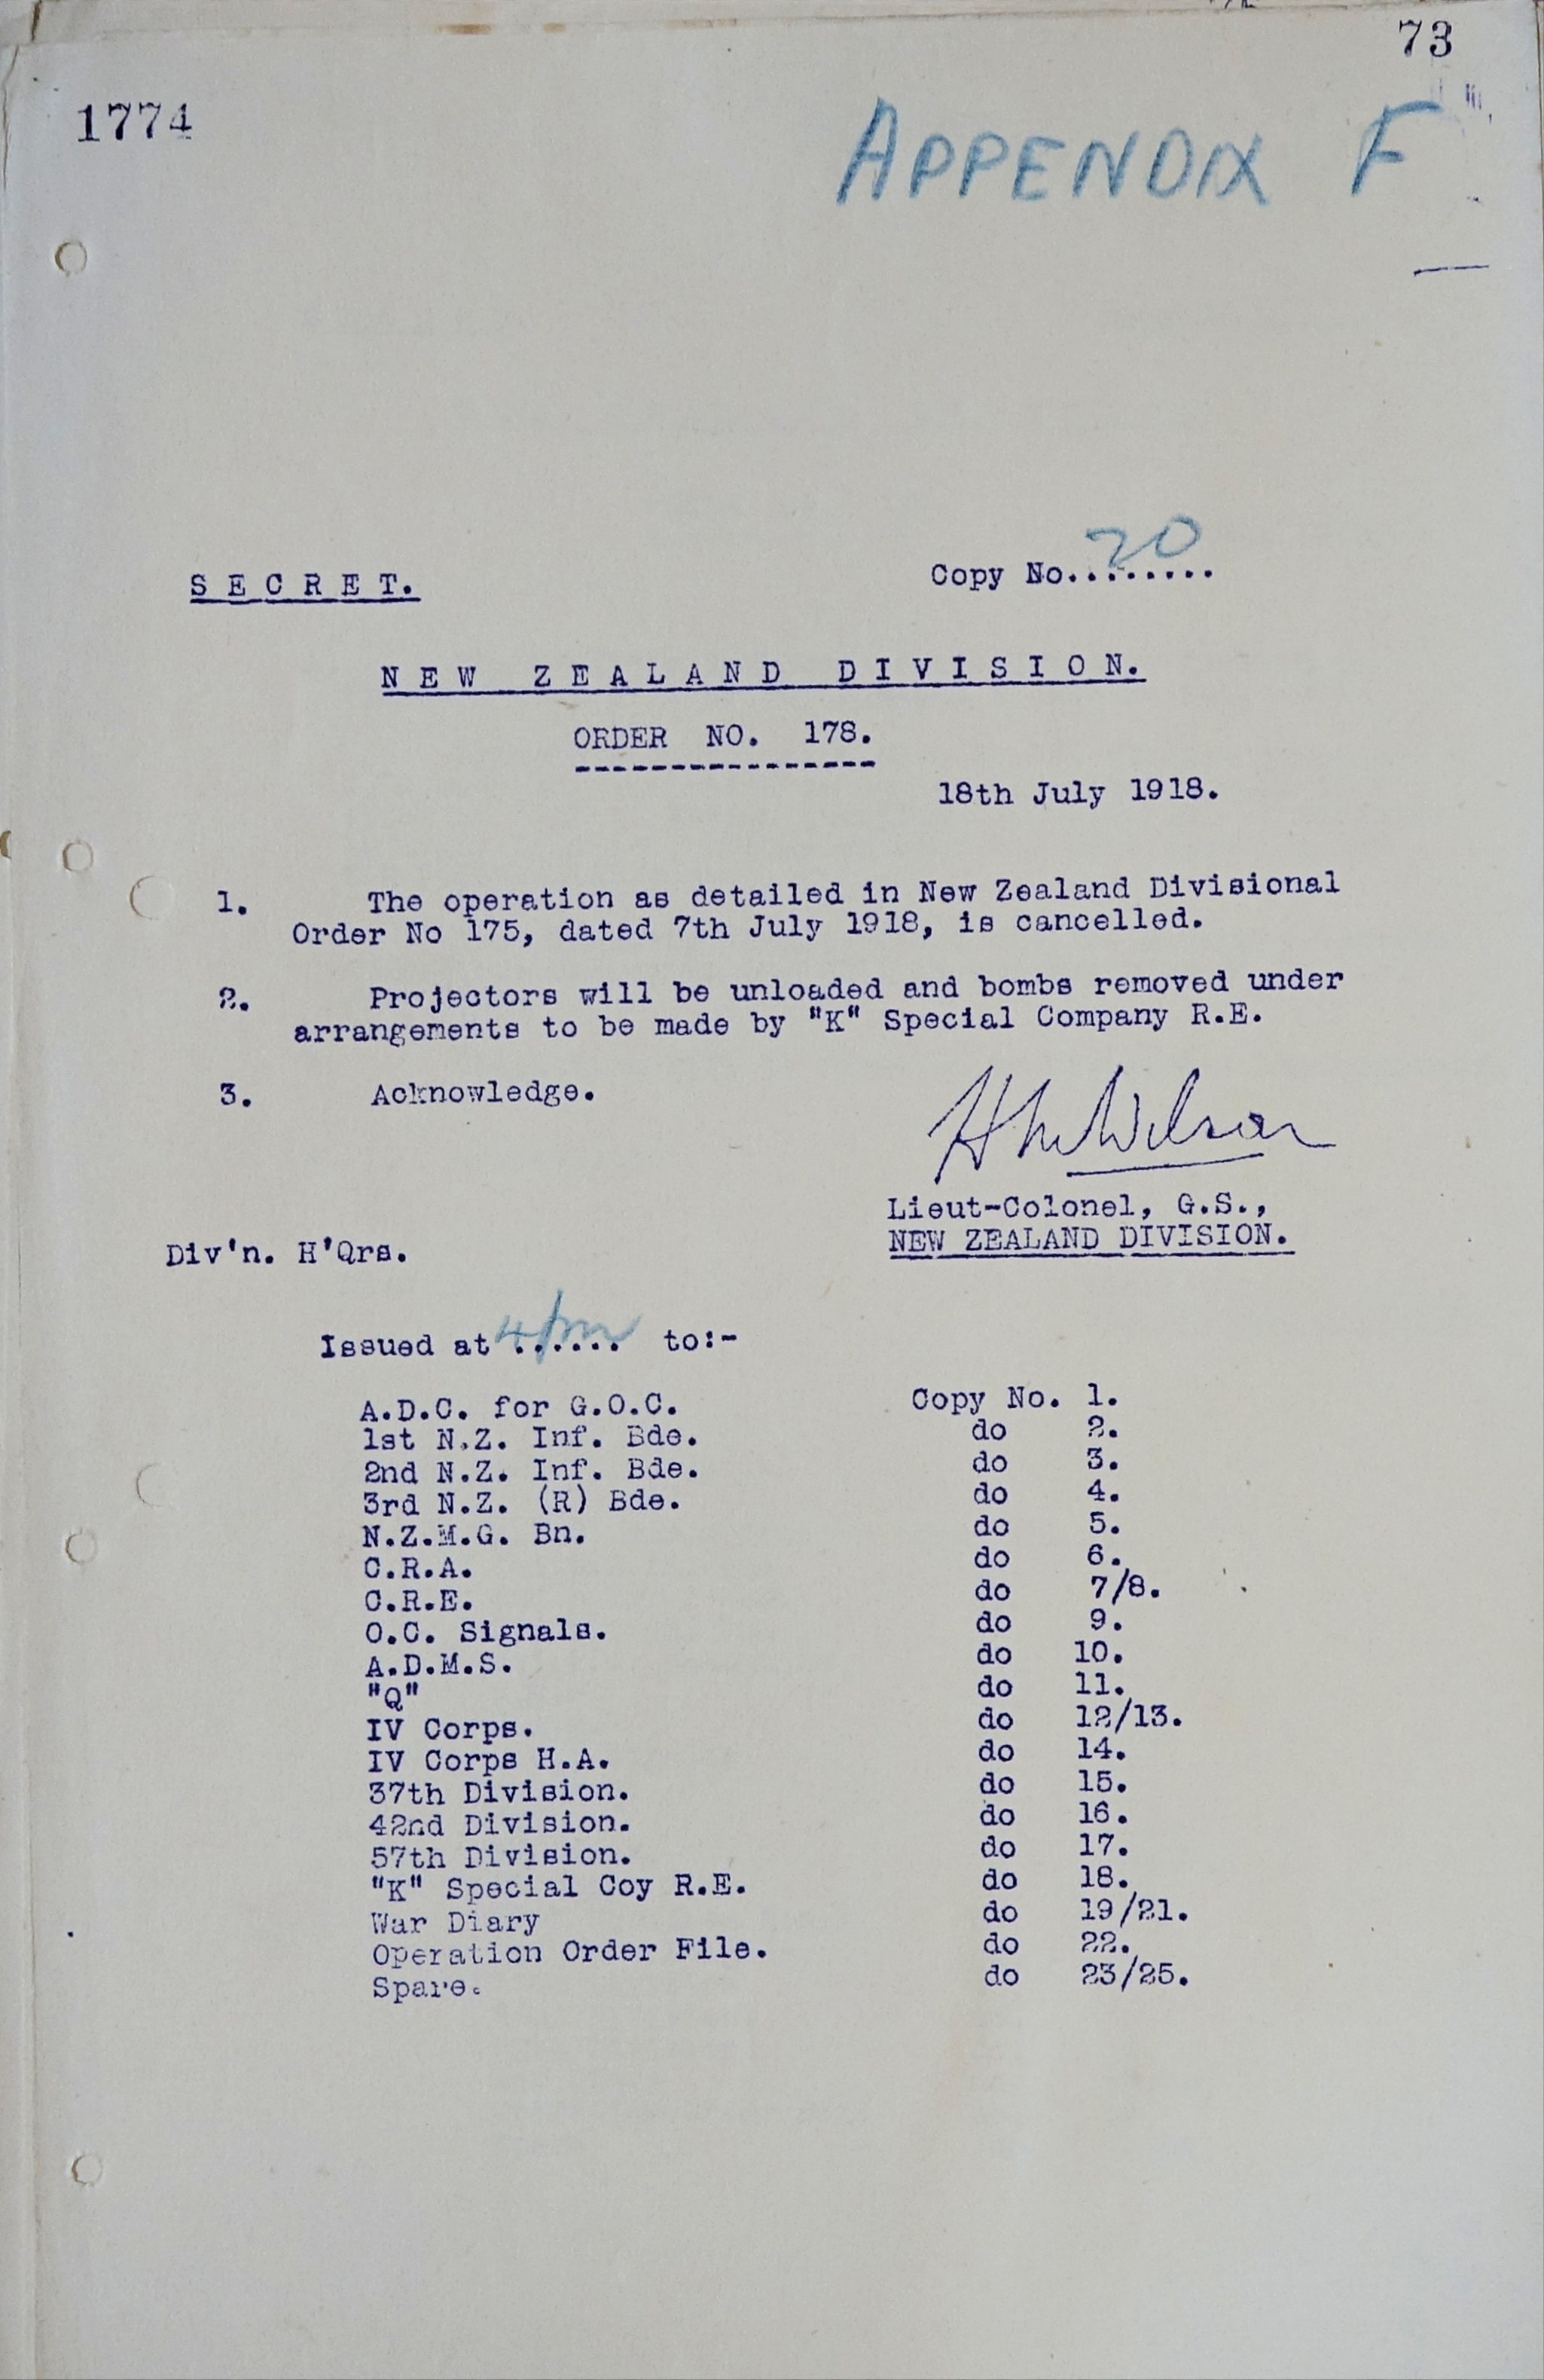 73
1774
APPENDIX F
SECRET.
Copy No.........20
NEW ZEALAND DIVISION.
ORDER NO. 178.
18th July 1918.
1. The operation as detailed in New Zealand Divisional
Order No 175, dated 7th July 1918, is cancelled.
2. Projectors will be unloaded and bombs removed under
arrangements to be made by "K" Special Company R.E.
3. Acknowledge.
Wilson
Lieut-Colonel, G.S.,
NEW ZEALAND DIVISION.
Div'n. H'Qrs.
Issued at 4pm...... to:-
A.D.C. for G.O.C. Copy No. 1.
1st N.Z. Inf. Bde. do 2.
2nd N.Z. Inf. Bde. do 3.
3rd N.Z. (R) Bde. do 4.
N.Z.M.G. Bn. do 5.
C.R.A. do 6.
C.R.E. do 7/8.
O.C. Signals. do 9.
A.D.M.S. do 10.
"Q" do 11.
IV Corps. do 12/13.
IV Corps H.A. do 14.
37th Division. do 15.
42nd Division. do 16.
57th Division. do 17.
"K" Special Coy R.E. do 18.
War Diary do 19/21.
Operation Order File. do 22.
Spare. do 23/25.